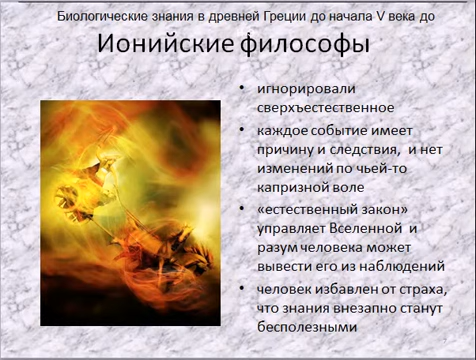 Биологические знания в древней Греции до начала V века до
Ионийские философы
• игнорировали
сверхъестественное
• каждое событие имеет
причину и следствия, и нет
изменений по чьей-то
капризной воле
• «естественный закон»
управляет Вселенной и
разум человека может
вывести его из наблюдений
• человек избавлен от страха,
что знания внезапно станут
бесполезными